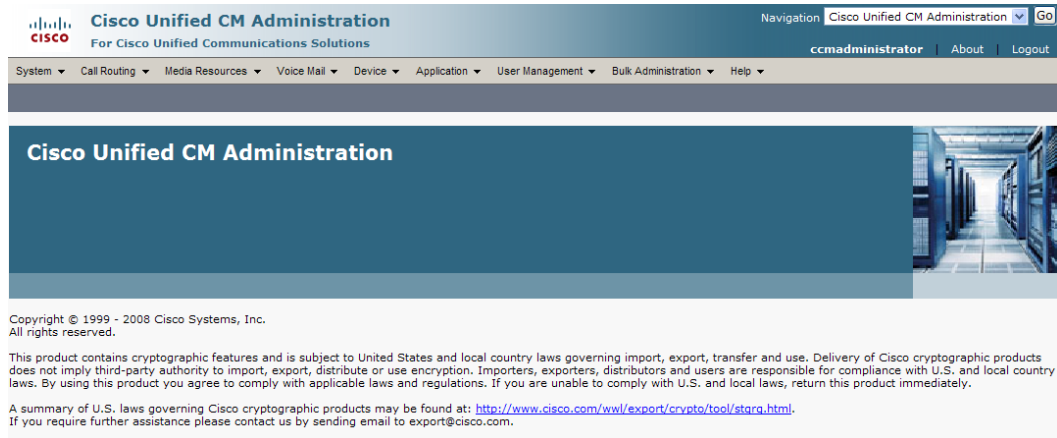 Navigation Cisco Unified CM Administration Go
CISCO
Cisco Unified CM Administration
For Cisco Unified Communications Solutions
ccmadministrator | About | Logout
System Call Routing Media Resources Voice Mail Device Application User Management Bulk Administration Help
Cisco Unified CM Administration
Copyright © 1999 - 2008 Cisco Systems, Inc.
All rights reserved.
This product contains cryptographic features and is subject to United States and local country laws governing import, export, transfer and use. Delivery of Cisco cryptographic products
does not imply third-party authority to import, export, distribute or use encryption. Importers, exporters, distributors and users are responsible for compliance with U.S. and local country
laws. By using this product you agree to comply with applicable laws and regulations. If you are unable to comply with U.S. and local laws, return this product immediately.
A summary of U.S. laws governing Cisco cryptographic products may be found at: http://www.cisco.com/wwl/export/crypto/tool/stqrg.html.
If you require further assistance please contact us by sending email to export@cisco.com.